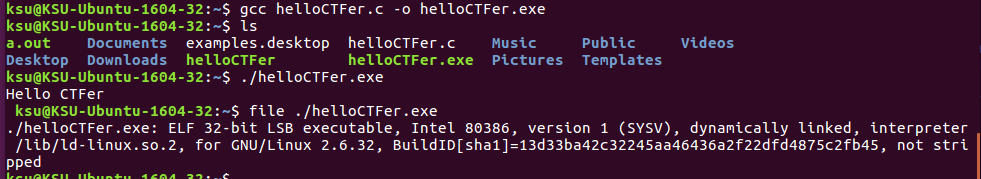 ksu@KSU-Ubuntu-1604-32:~$ gcc helloCTFer.c -o helloCTFer.exe
ksu@KSU-Ubuntu-1604-32:~$ ls
a.out Documents examples.desktop helloCTFer.c Music Public Videos
Desktop Downloads helloCTFer helloCTFer.exe Pictures Templates
ksu@KSU-Ubuntu-1604-32:~$ ./helloCTFer.exe
Hello CTFer
ksu@KSU-Ubuntu-1604-32:~$ file ./helloCTFer.exe
./helloCTFer.exe: ELF 32-bit LSB executable, Intel 80386, version 1 (SYSV), dynamically linked, interpreter
/lib/ld-linux.so.2, for GNU/Linux 2.6.32, BuildID[sha1]=13d33ba42c32245aa46436a2f22dfd4875c2fb45, not stri
pped
ksu@KSU-Ubuntu-1604-32:~$